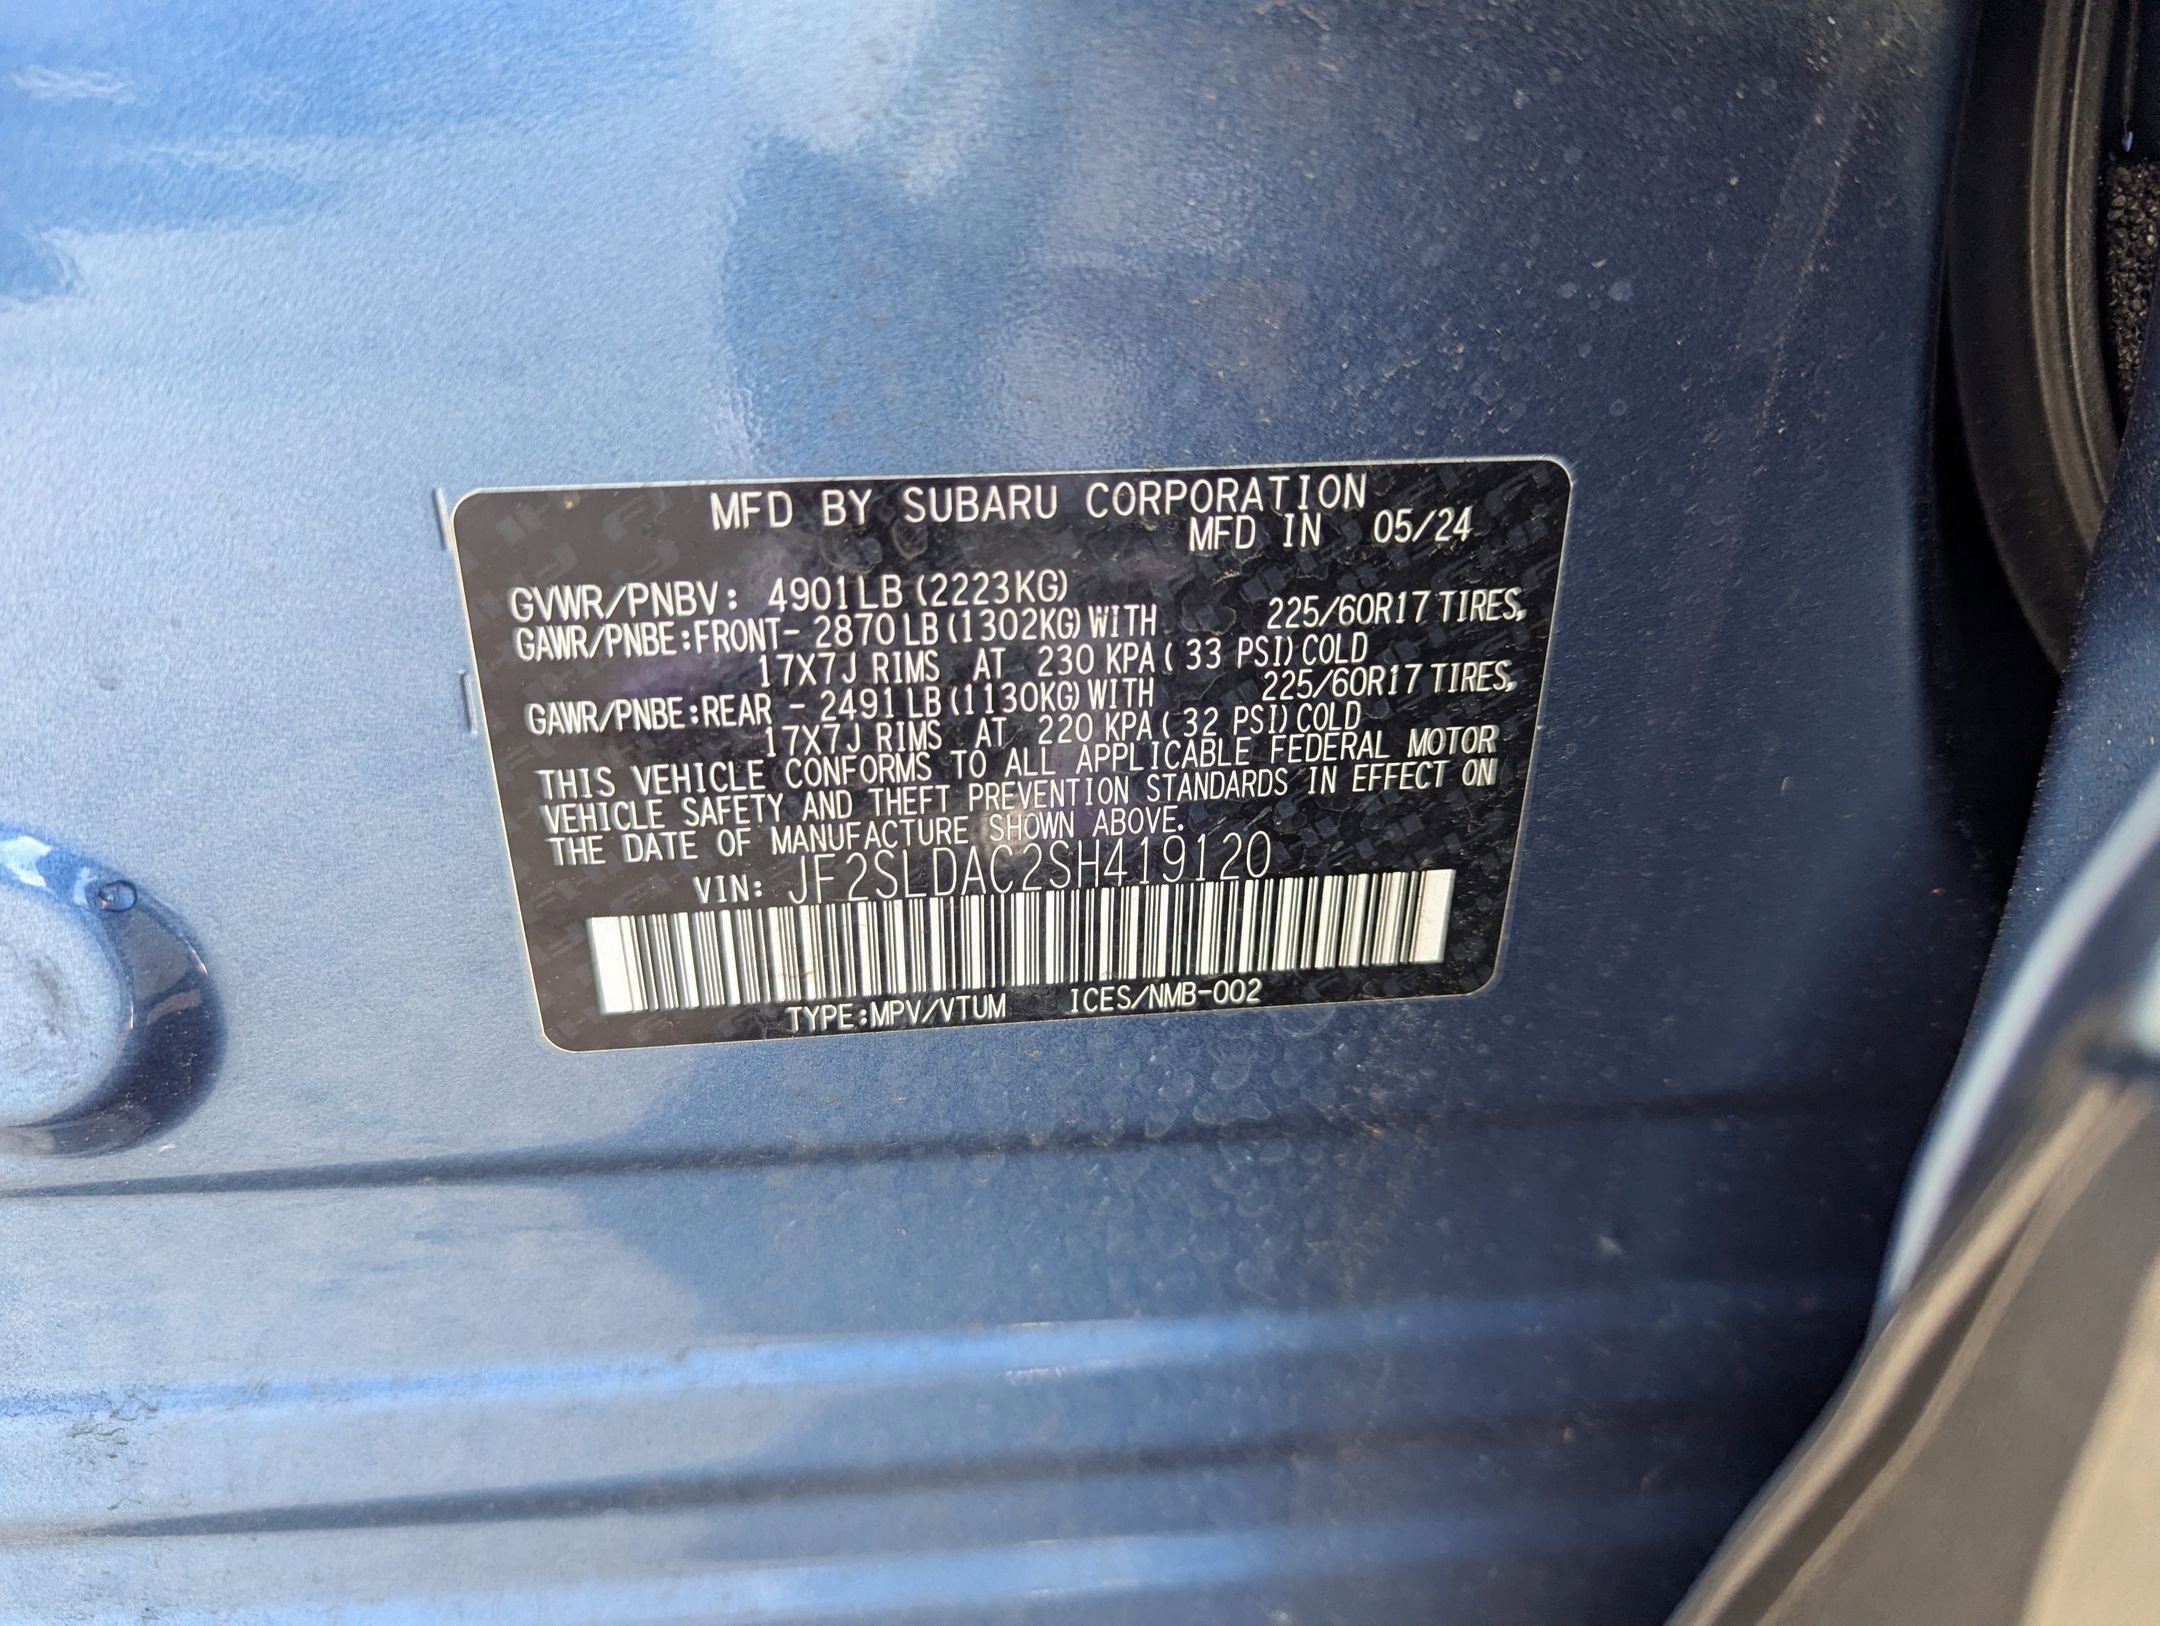 MFD BY SUBARU CORPORATION
MFD IN 05/24
GVWR/PNBV: 4901LB (2223KG)
GAWR/PNBE:FRONT- 2870LB(1302KG)WITH 225/60R17 TIRES,
17X7J RIMS AT 230 KPA( 33 PSI)COLD
GAWR/PNBE:REAR - 2491LB(1130KG)WITH 225/60R17 TIRES,
17X7J RIMS AT 220 KPA( 32 PSI)COLD
THIS VEHICLE CONFORMS TO ALL APPLICABLE FEDERAL MOTOR
VEHICLE SAFETY AND THEFT PREVENTION STANDARDS IN EFFECT ON
THE DATE OF MANUFACTURE SHOWN ABOVE.
VIN: JF2SLDAC2SH419120
TYPE:MPV/VTUM ICES/NMB-002